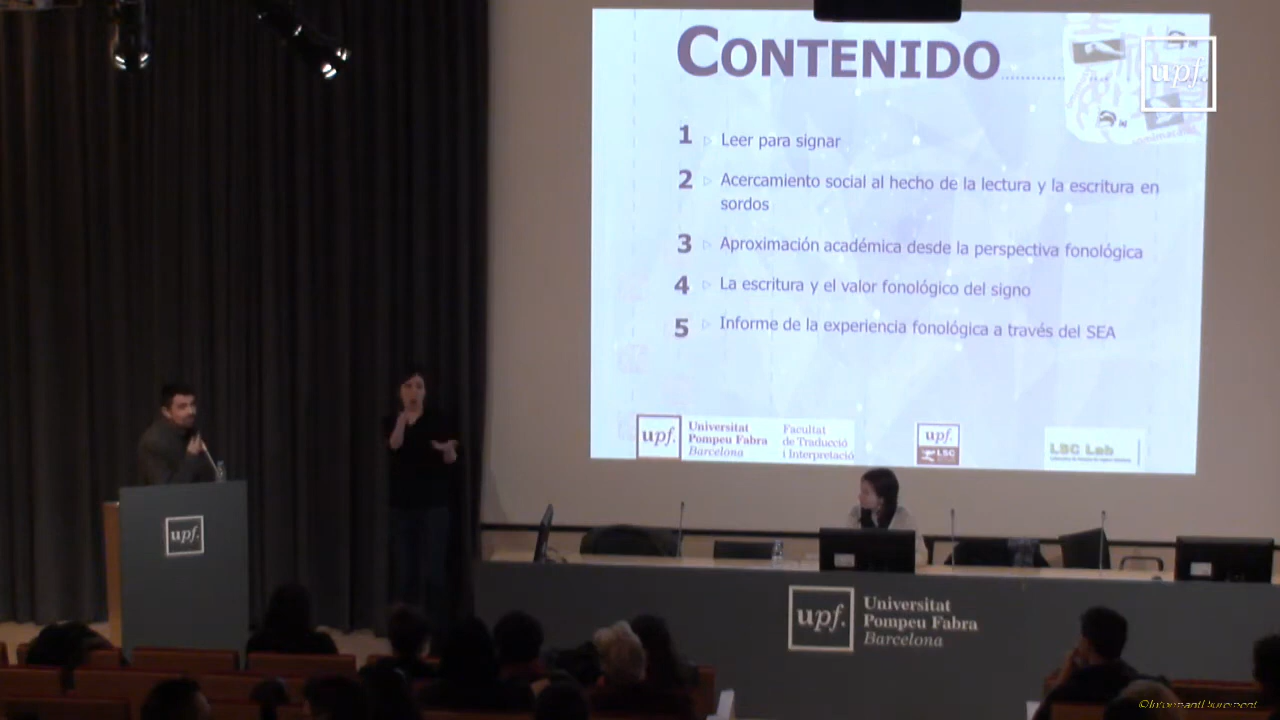 CONTENIDO
upf.
1 Leer para signar
2 Acercamiento social al hecho de la lectura y la escritura en
sordos
3 Aproximación académica desde la perspectiva fonológica
4 La escritura y el valor fonológico del signo
5 Informe de la experiencia fonológica a través del SEA
upf. Universitat
Pompeu Fabra
Barcelona
Facultat
de Traducció
i Interpretació
upf.
LSC
LSC Lab
upf.
upf. Universitat
Pompeu Fabra
Barcelona